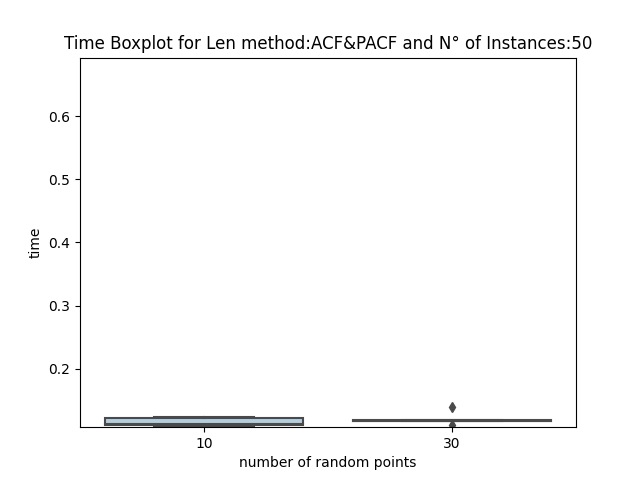 Time Boxplot for Len method:ACF&PACF and N° of Instances:50
0.6
0.5
0.4
0.3
0.2
time
10
30
number of random points